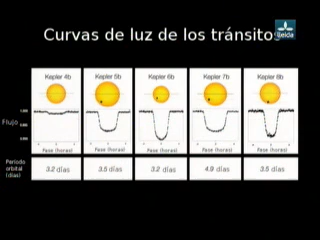 Curvas de luz de los tránsitos
lleida
Kepler 4b Kepler 5b Kepler 6b Kepler 7b Kepler 8b
Flujo
Fase (horas) Fase (horas) Fase (horas) Fase (horas) Fase (horas)
Período
orbital
(días)
3.2 días 3.5 días 3.2 días 4.9 días 3.5 días